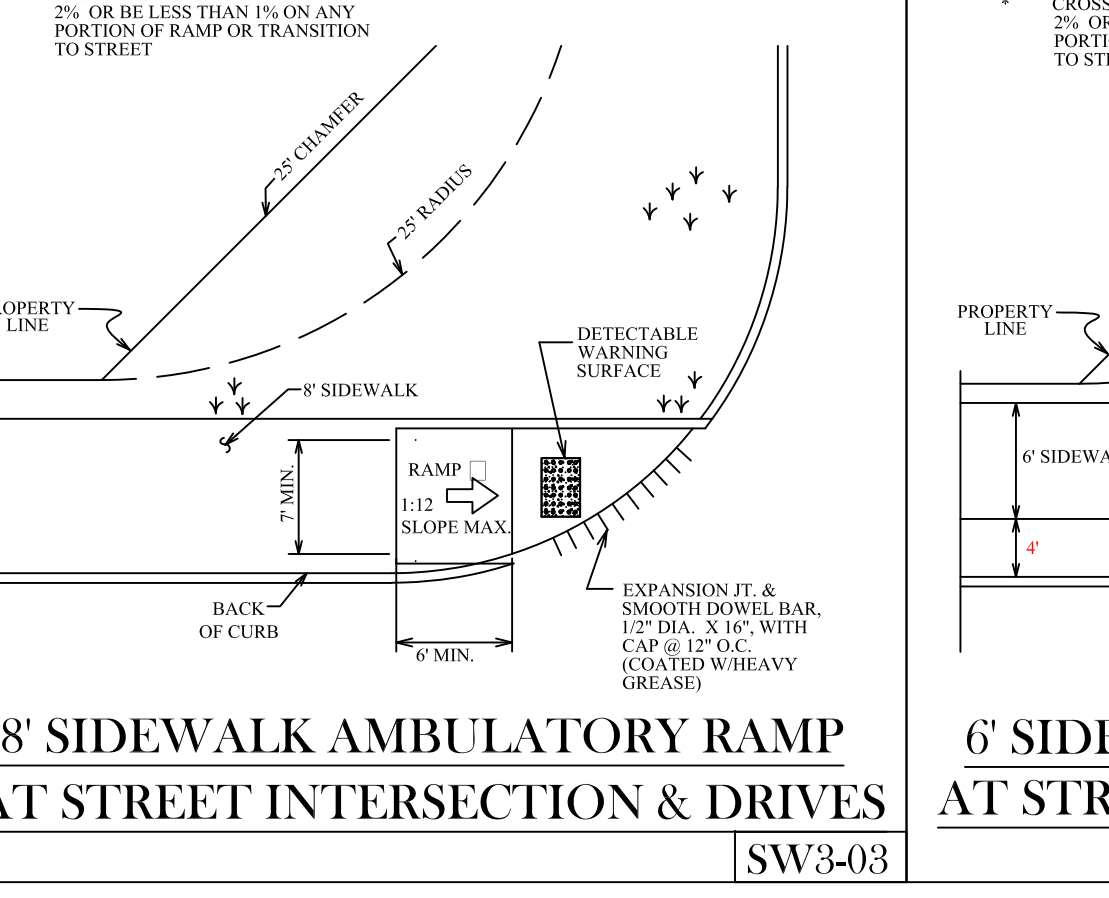 2% OR BE LESS THAN 1% ON ANY
PORTION OF RAMP OR TRANSITION
TO STREET
25' CHAMFER
25' RADIUS
LINE
8' SIDEWALK
DETECTABLE
WARNING
SURFACE
7' MIN.
RAMP
1:12
SLOPE MAX.
BACK
OF CURB
6' MIN.
EXPANSION JT. &
SMOOTH DOWEL BAR,
1/2" DIA. X 16", WITH
CAP @ 12" O.C.
(COATED W/HEAVY
GREASE)
8' SIDEWALK AMBULATORY RAMP
AT STREET INTERSECTION & DRIVES
SW3-03
*
2%
PROPERTY
LINE
6'
4'
6'
AT